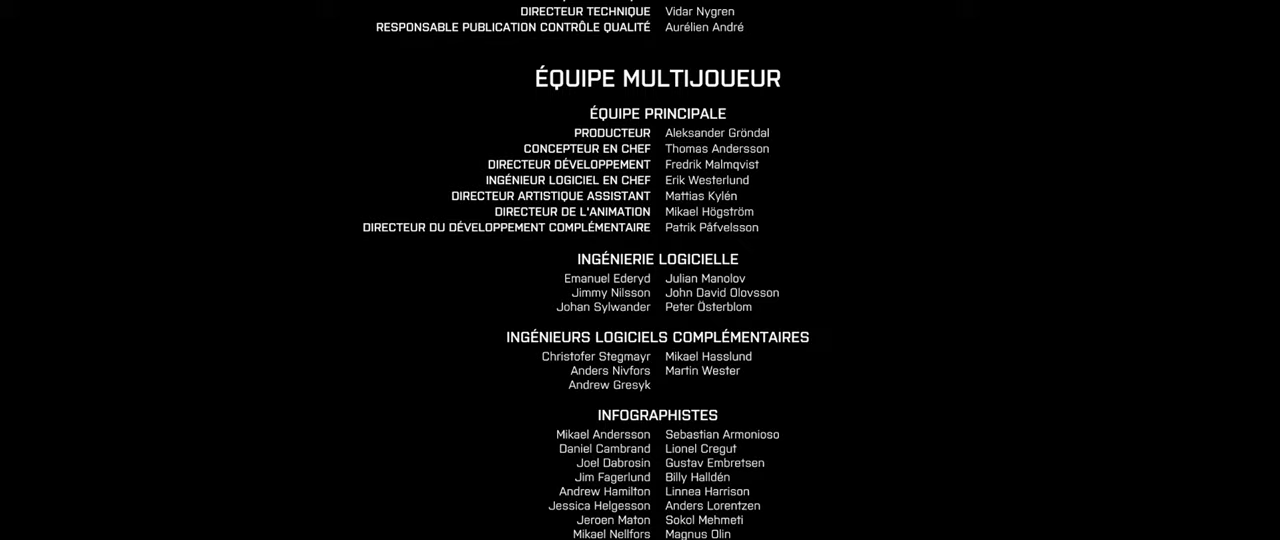 DIRECTEUR TECHNIQUE Vidar Nygren
RESPONSABLE PUBLICATION CONTRÔLE QUALITÉ Aurélien André
ÉQUIPE MULTIJOUEUR
ÉQUIPE PRINCIPALE
PRODUCTEUR Aleksander Gröndal
CONCEPTEUR EN CHEF Thomas Andersson
DIRECTEUR DÉVELOPPEMENT Fredrik Malmqvist
INGÉNIEUR LOGICIEL EN CHEF Erik Westerlund
DIRECTEUR ARTISTIQUE ASSISTANT Mattias Kylén
DIRECTEUR DE L'ANIMATION Mikael Högström
DIRECTEUR DU DÉVELOPPEMENT COMPLÉMENTAIRE Patrik Påfvelsson
INGÉNIERIE LOGICIELLE
Emanuel Ederyd Julian Manolov
Jimmy Nilsson John David Olovsson
Johan Sylwander Peter Österblom
INGÉNIEURS LOGICIELS COMPLÉMENTAIRES
Christofer Stegmayr Mikael Hasslund
Anders Nivfors Martin Wester
Andrew Gresyk
INFOGRAPHISTES
Mikael Andersson Sebastian Armonioso
Daniel Cambrand Lionel Cregut
Joel Dabrosin Gustav Embretsen
Jim Fagerlund Billy Halldén
Andrew Hamilton Linnea Harrison
Jessica Helgesson Anders Lorentzen
Jeroen Maton Sokol Mehmeti
Mikael Nellfors Magnus Olin